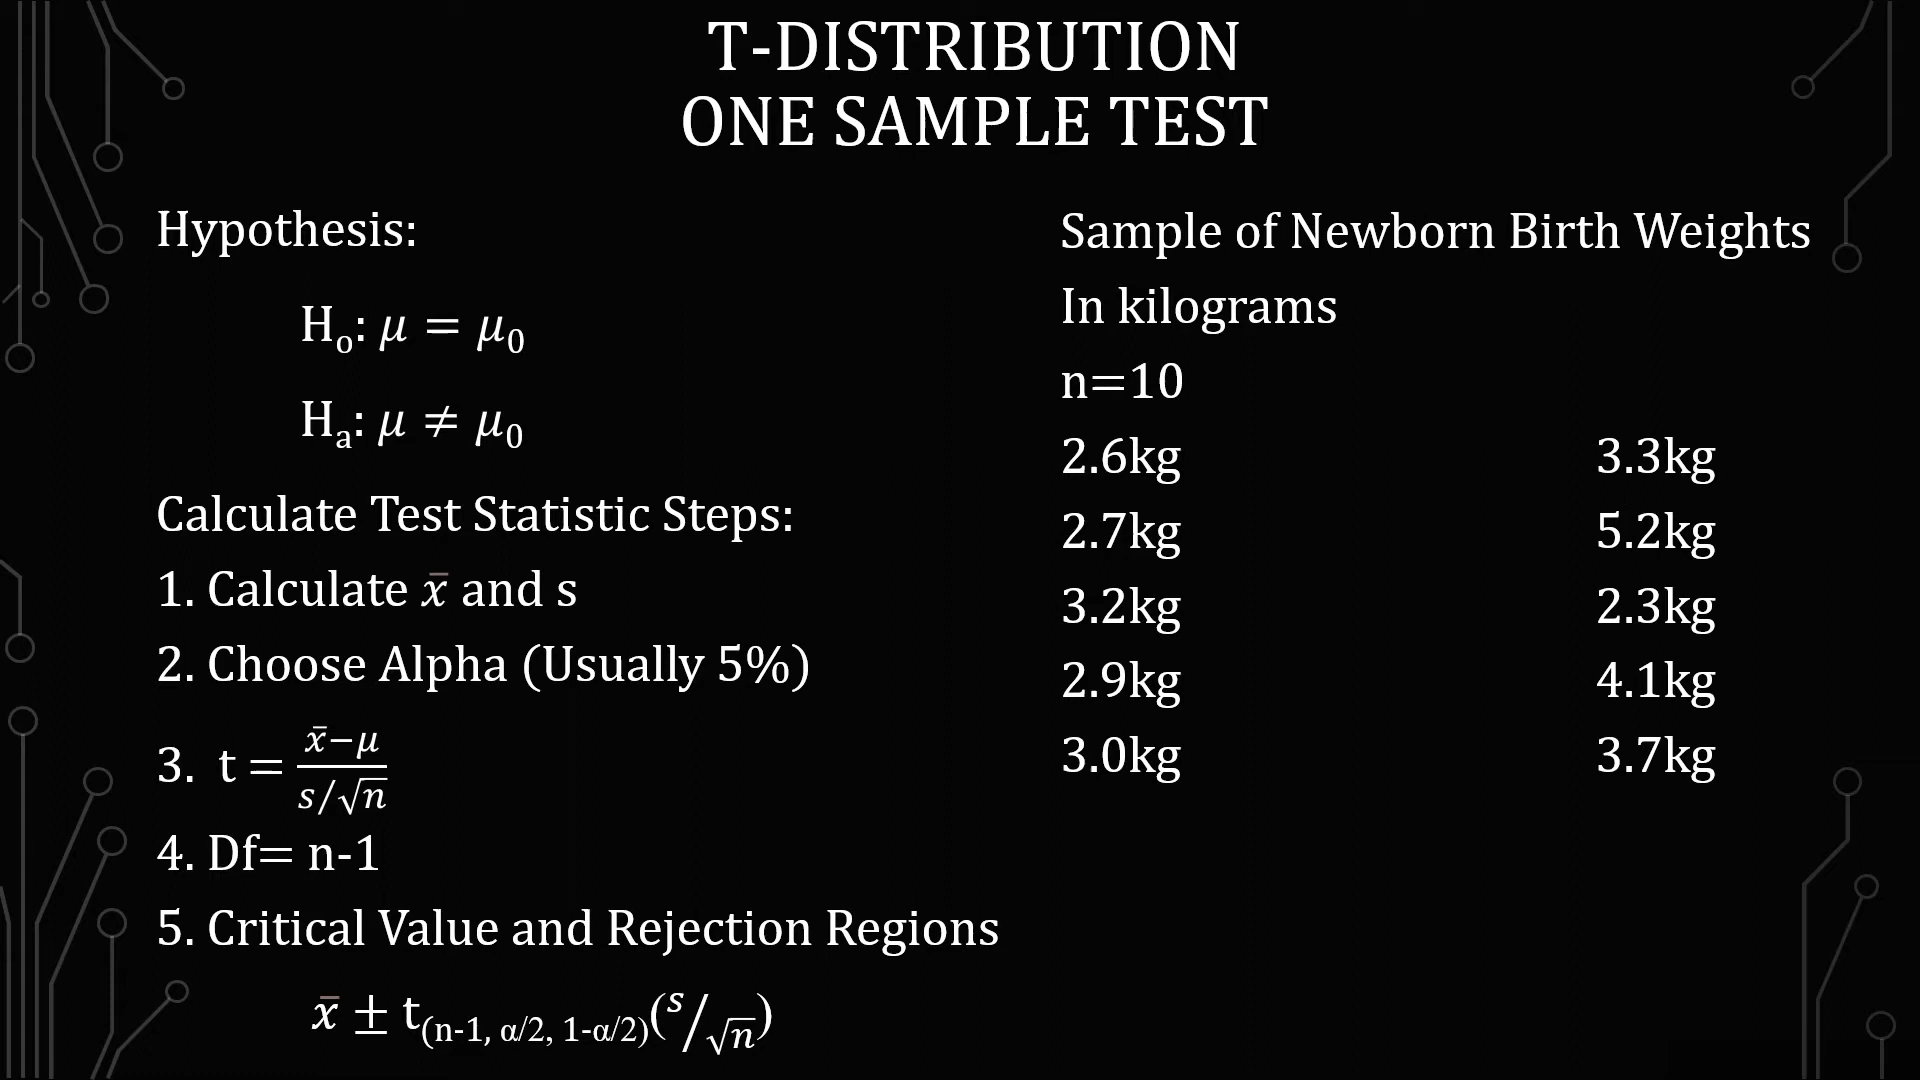 T-DISTRIBUTION
ONE SAMPLE TEST
Hypothesis:
Hₒ: μ = μ₀
Hₐ: μ ≠ μ₀
Calculate Test Statistic Steps:
1. Calculate x̄ and s
2. Choose Alpha (Usually 5%)
3. t = (x̄−μ)/(s/√n)
4. Df= n-1
5. Critical Value and Rejection Regions
x̄ ± t(n-1, α/2, 1-α/2)(s/√n)
Sample of Newborn Birth Weights
In kilograms
n=10
2.6kg 3.3kg
2.7kg 5.2kg
3.2kg 2.3kg
2.9kg 4.1kg
3.0kg 3.7kg